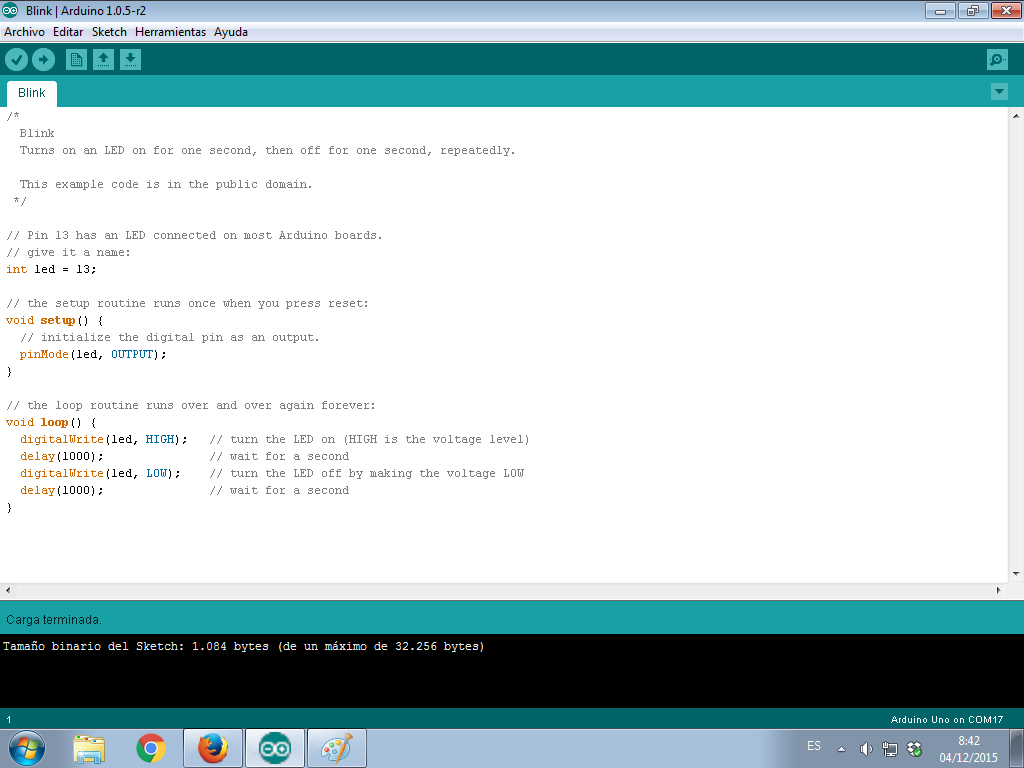 Blink | Arduino 1.0.5-r2
Archivo Editar Sketch Herramientas Ayuda
Blink
/*
  Blink
  Turns on an LED on for one second, then off for one second, repeatedly.
  This example code is in the public domain.
 */
// Pin 13 has an LED connected on most Arduino boards.
// give it a name:
int led = 13;
// the setup routine runs once when you press reset:
void setup() {
  // initialize the digital pin as an output.
  pinMode(led, OUTPUT);
}
// the loop routine runs over and over again forever:
void loop() {
  digitalWrite(led, HIGH);   // turn the LED on (HIGH is the voltage level)
  delay(1000);               // wait for a second
  digitalWrite(led, LOW);    // turn the LED off by making the voltage LOW
  delay(1000);               // wait for a second
}
Carga terminada.
Tamaño binario del Sketch: 1.084 bytes (de un máximo de 32.256 bytes)
1 Arduino Uno on COM17
ES 8:42
04/12/2015